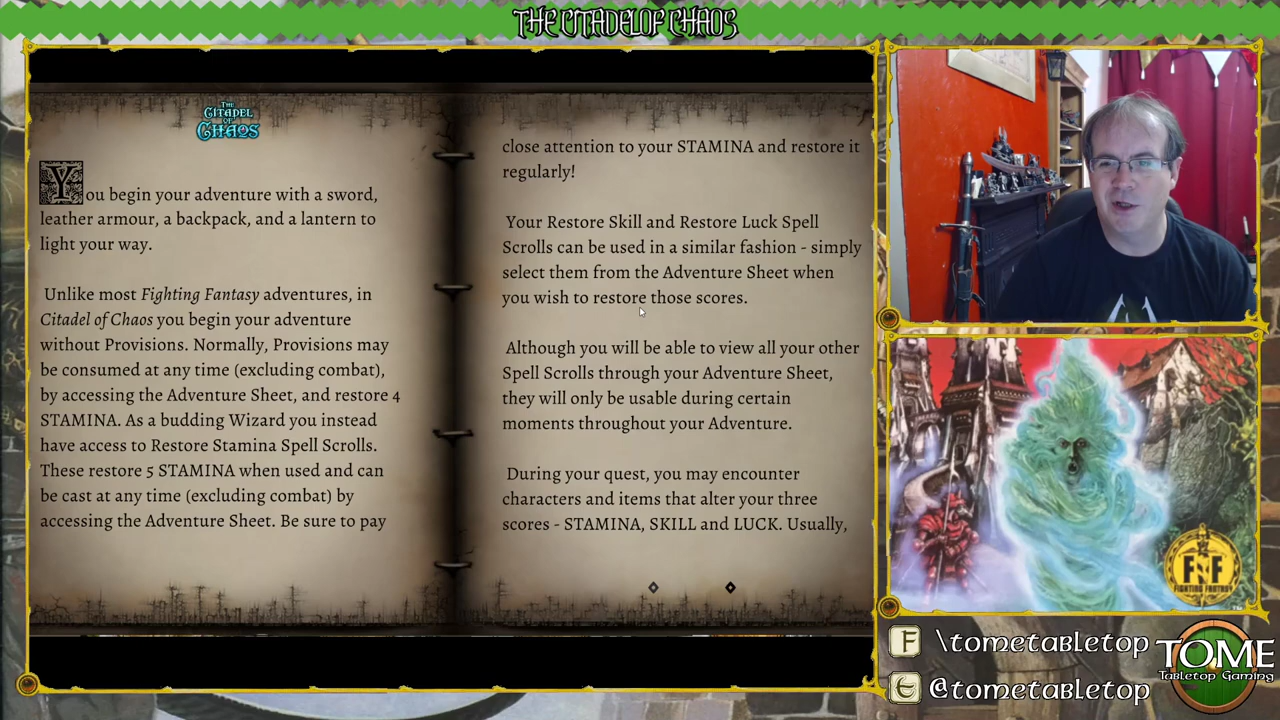 THE CITADEL OF CHAOS
THE
CITADEL
OF
CHAOS
You begin your adventure with a sword,
leather armour, a backpack, and a lantern to
light your way.
Unlike most Fighting Fantasy adventures, in
Citadel of Chaos you begin your adventure
without Provisions. Normally, Provisions may
be consumed at any time (excluding combat),
by accessing the Adventure Sheet, and restore 4
STAMINA. As a budding Wizard you instead
have access to Restore Stamina Spell Scrolls.
These restore 5 STAMINA when used and can
be cast at any time (excluding combat) by
accessing the Adventure Sheet. Be sure to pay
close attention to your STAMINA and restore it
regularly!
Your Restore Skill and Restore Luck Spell
Scrolls can be used in a similar fashion - simply
select them from the Adventure Sheet when
you wish to restore those scores.
Although you will be able to view all your other
Spell Scrolls through your Adventure Sheet,
they will only be usable during certain
moments throughout your Adventure.
During your quest, you may encounter
characters and items that alter your three
scores - STAMINA, SKILL and LUCK. Usually,
FF
FIGHTING FANTASY
F \tometabletop
@tometabletop
TOME
Tabletop Gaming